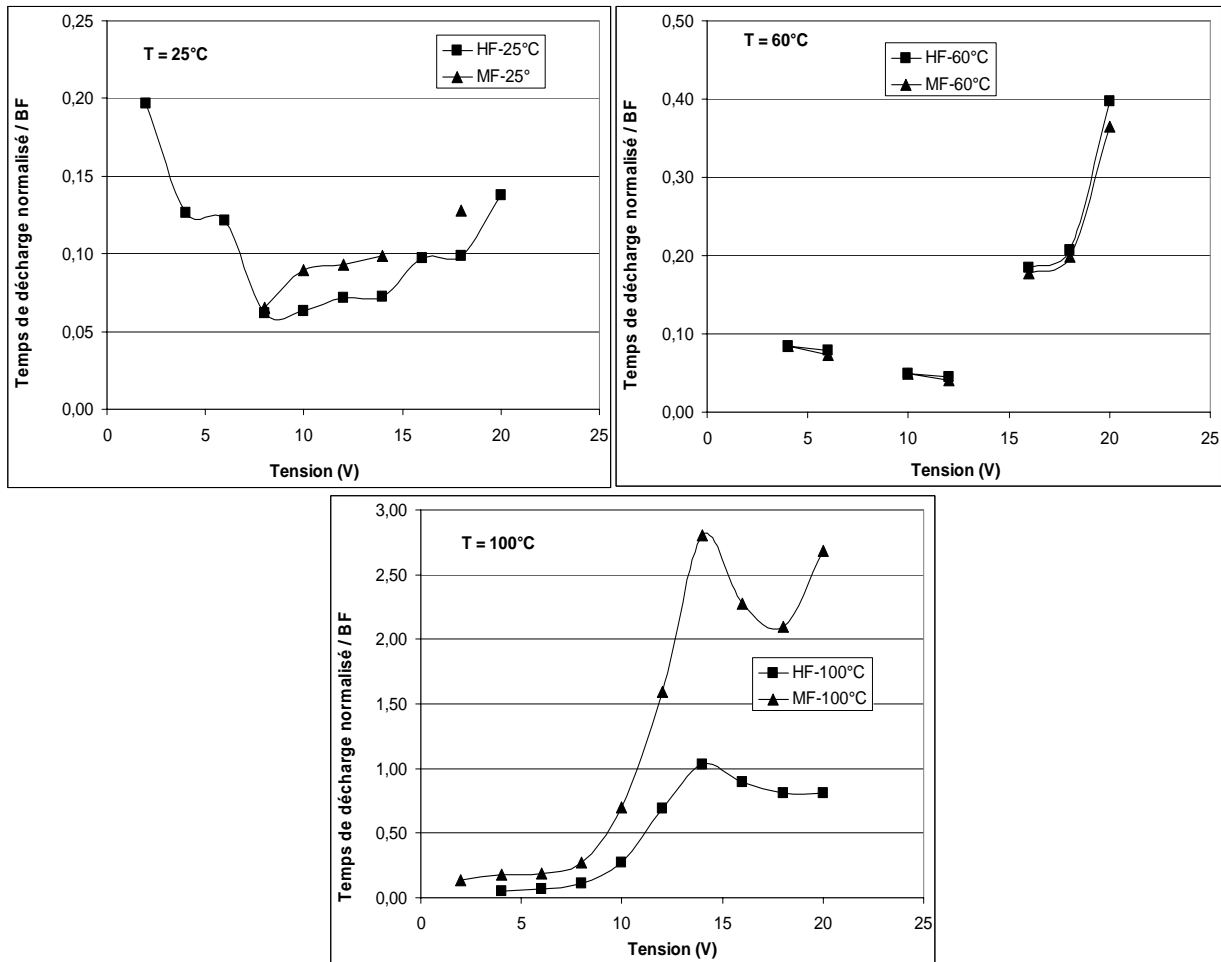 T = 25°C
HF-25°C
MF-25°
Temps de décharge normalisé / BF
0,25
0,20
0,15
0,10
0,05
0,00
0 5 10 15 20 25
Tension (V)
T = 60°C
HF-60°C
MF-60°C
Temps de décharge normalisé / BF
0,50
0,40
0,30
0,20
0,10
0,00
0 5 10 15 20 25
Tension (V)
T = 100°C
HF-100°C
MF-100°C
Temps de décharge normalisé / BF
3,00
2,50
2,00
1,50
1,00
0,50
0,00
0 5 10 15 20 25
Tension (V)